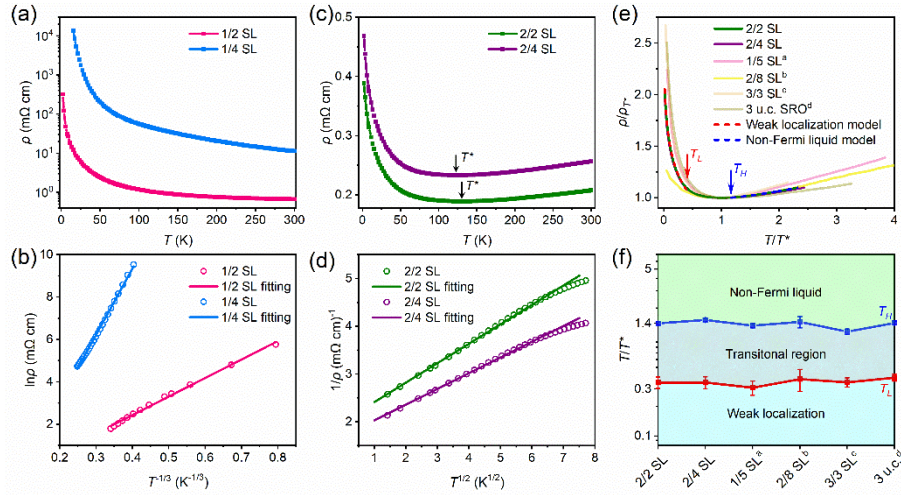 (a)
1/2 SL
1/4 SL
10⁴
10³
10²
10¹
10⁰
ρ (mΩ cm)
0 50 100 150 200 250 300
T (K)
(c)
2/2 SL
2/4 SL
0.5
0.4
0.3
0.2
ρ (mΩ cm)
T*
T*
0 50 100 150 200 250 300
T (K)
(e)
2/2 SL
2/4 SL
1/5 SLᵃ
2/8 SLᵇ
3/3 SLᶜ
3 u.c. SROᵈ
Weak localization model
Non-Fermi liquid model
ρ/ρT*
T_L
T_H
0 1 2 3 4
T/T*
(b)
1/2 SL
1/2 SL fitting
1/4 SL
1/4 SL fitting
10
8
6
4
2
lnρ (mΩ cm)
0.2 0.3 0.4 0.5 0.6 0.7 0.8
T⁻¹/³ (K⁻¹/³)
(d)
2/2 SL
2/2 SL fitting
2/4 SL
2/4 SL fitting
5
4
3
2
1/ρ (mΩ cm)⁻¹
0 1 2 3 4 5 6 7 8
T¹/² (K¹/²)
(f)
5
1.4
0.3
0.1
T/T*
Non-Fermi liquid
T_H
Transitional region
T_L
Weak localization
2/2 SL
2/4 SL
1/5 SLᵃ
2/8 SLᵇ
3/3 SLᶜ
3 u.c.ᵈ